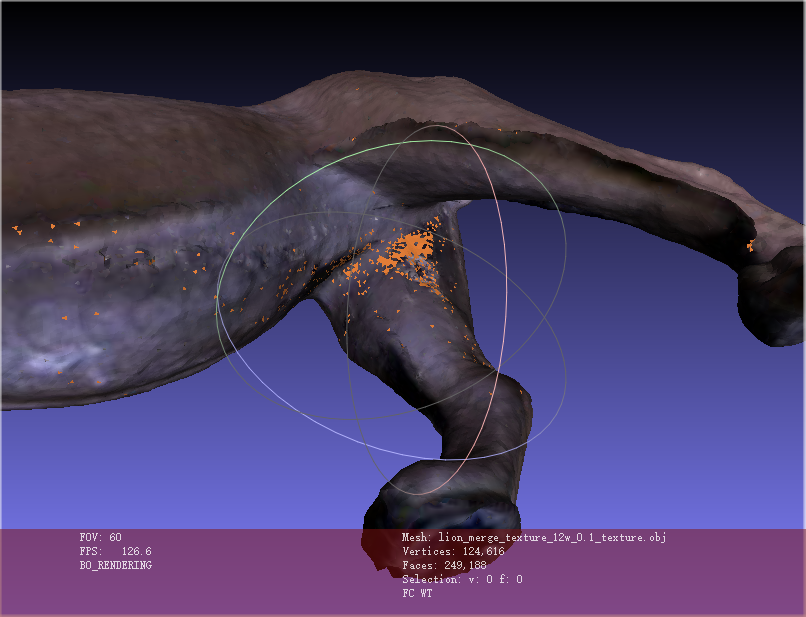 FOV: 60
FPS: 126.6
BO_RENDERING
Mesh: lion_merge_texture_12w_0.1_texture.obj
Vertices: 124,616
Faces: 249,188
Selection: v: 0 f: 0
FC WT